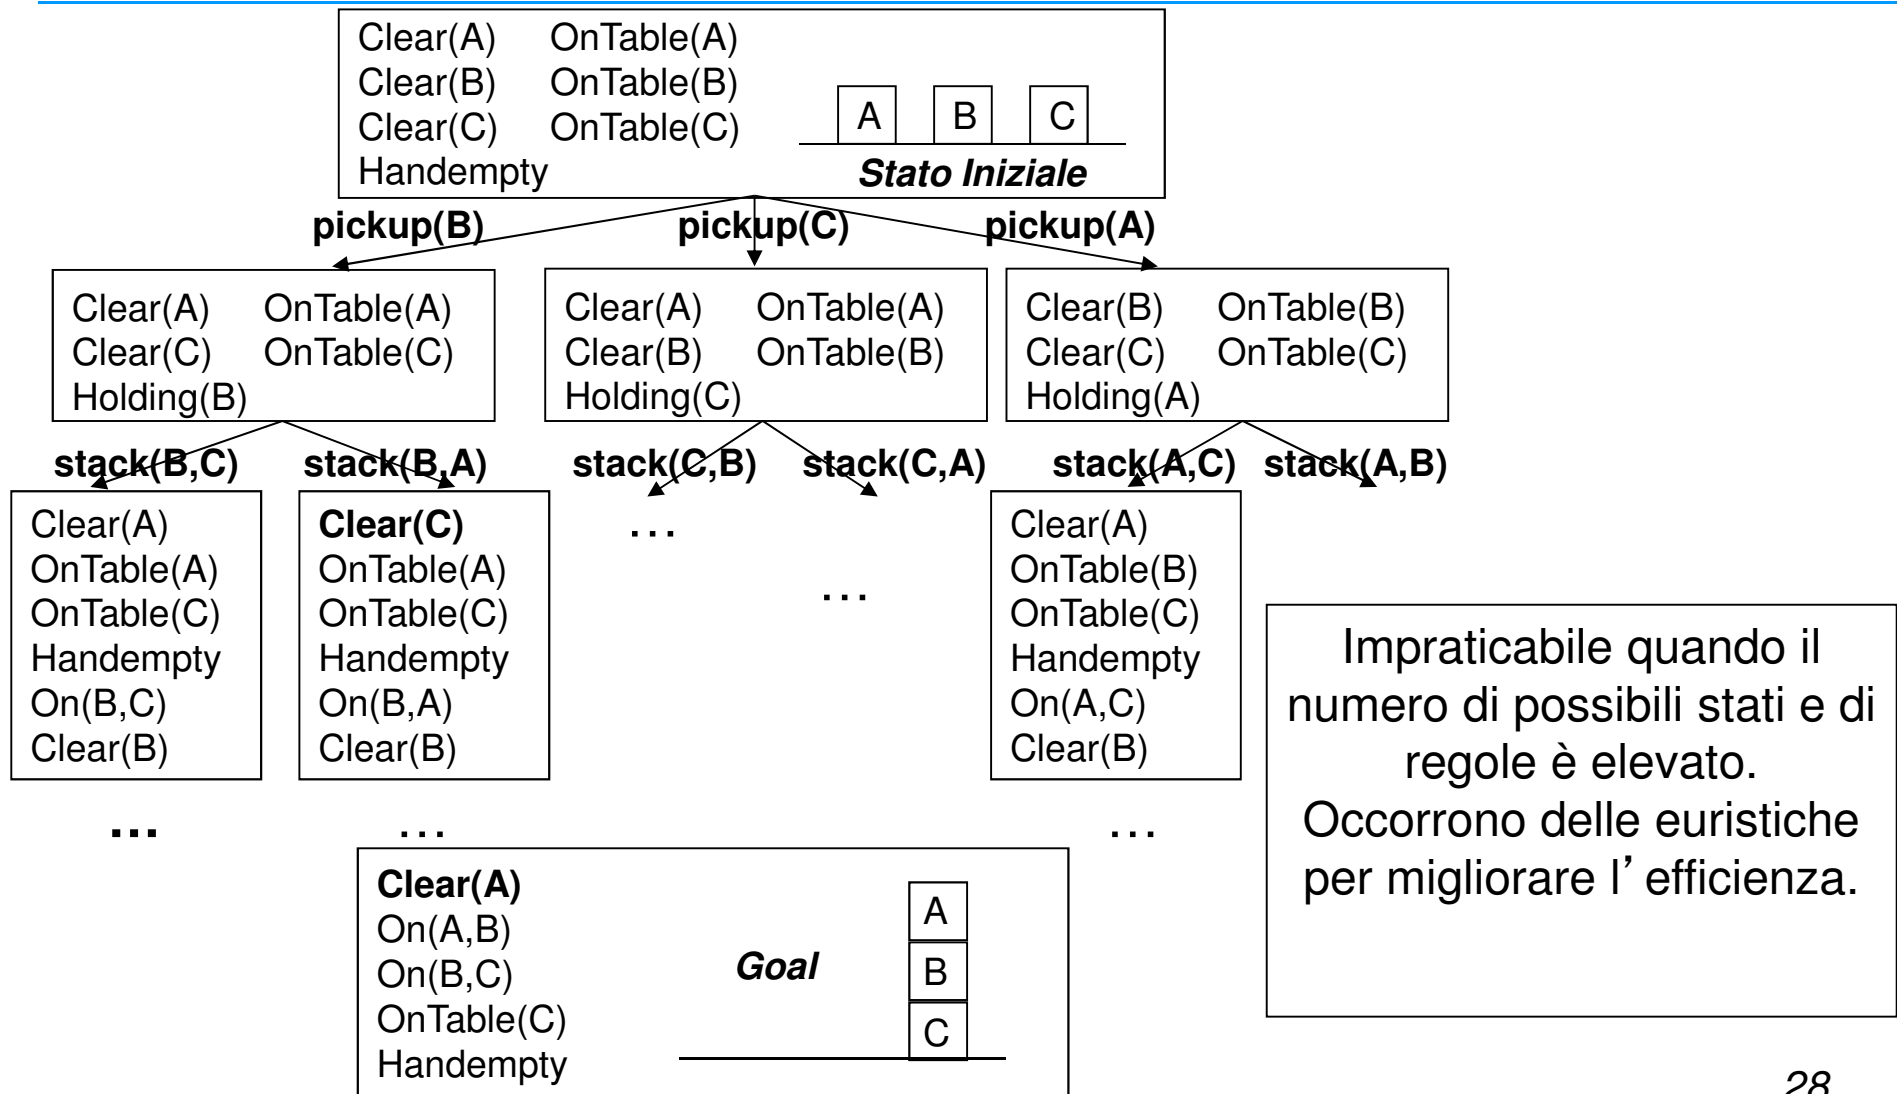 Clear(A) OnTable(A)
Clear(B) OnTable(B)
Clear(C) OnTable(C)
Handempty
A B C
Stato Iniziale
pickup(B) pickup(C) pickup(A)
Clear(A) OnTable(A)
Clear(C) OnTable(C)
Holding(B)
Clear(A) OnTable(A)
Clear(B) OnTable(B)
Holding(C)
Clear(B) OnTable(B)
Clear(C) OnTable(C)
Holding(A)
stack(B,C) stack(B,A) stack(C,B) stack(C,A) stack(A,C) stack(A,B)
Clear(A)
OnTable(A)
OnTable(C)
Handempty
On(B,C)
Clear(B)
...
Clear(C)
OnTable(A)
OnTable(C)
Handempty
On(B,A)
Clear(B)
...
...
...
Clear(A)
OnTable(B)
OnTable(C)
Handempty
On(A,C)
Clear(B)
...
Impraticabile quando il
numero di possibili stati e di
regole è elevato.
Occorrono delle euristiche
per migliorare l’ efficienza.
Clear(A)
On(A,B)
On(B,C)
OnTable(C)
Handempty
Goal
A
B
C
28